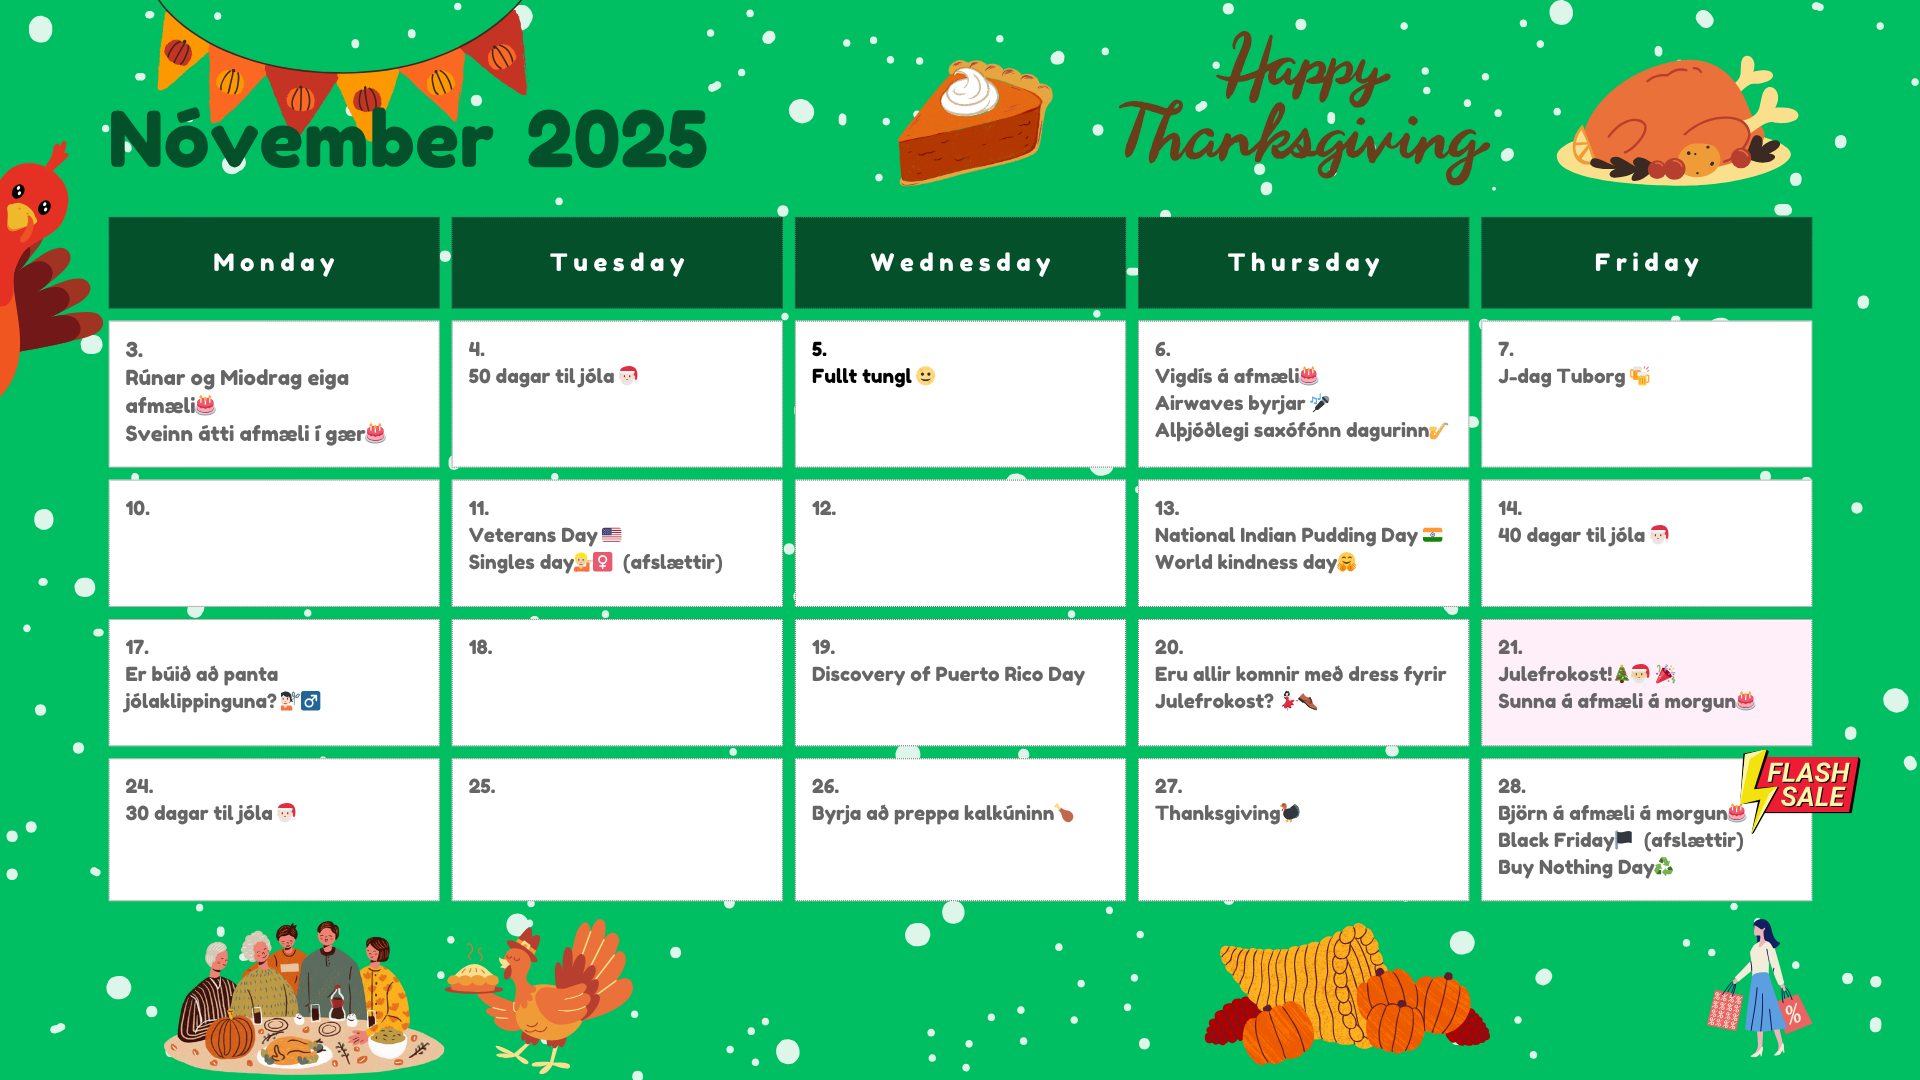 Happy
Thanksgiving
Nóvember 2025
Monday
Tuesday
Wednesday
Thursday
Friday
3.
Rúnar og Miodrag eiga
afmæli🎂
Sveinn átti afmæli í gær🎂
4.
50 dagar til jóla 🎅🏻
5.
Fullt tungl 🙂
6.
Vigdís á afmæli🎂
Airwaves byrjar 🎤
Alþjóðlegi saxófónn dagurinn🎷
7.
J-dag Tuborg 🍻
10.
11.
Veterans Day 🇺🇸
Singles day💁🏼♀ (afslættir)
12.
13.
National Indian Pudding Day 🇮🇳
World kindness day🤗
14.
40 dagar til jóla 🎅🏻
17.
Er búið að panta
jólaklippinguna? 💇🏻♂
18.
19.
Discovery of Puerto Rico Day
20.
Eru allir komnir með dress fyrir
Julefrokost? 💃👞
21.
Julefrokost!🎄🎅🏻 🎉
Sunna á afmæli á morgun🎂
24.
30 dagar til jóla 🎅🏻
25.
26.
Byrja að preppa kalkúninn🍗
27.
Thanksgiving🦃
28.
Björn á afmæli á morgun🎂
Black Friday🏴 (afslættir)
Buy Nothing Day♻
FLASH
SALE
%